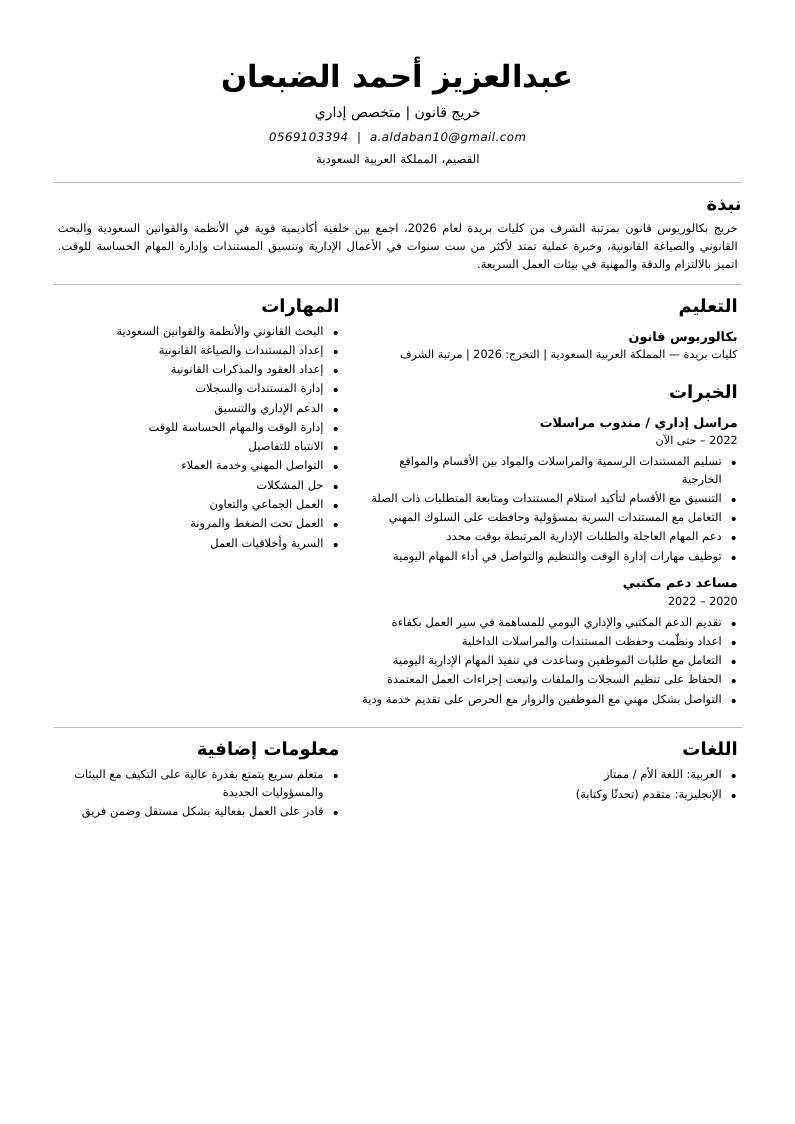 عبدالعزيز أحمد الضبعان
خريج قانون | متخصص إداري
0569103394 | a.aldaban10@gmail.com
القصيم، المملكة العربية السعودية
نبذة
خريج بكالوريوس قانون بمرتبة الشرف من كليات بريدة لعام 2026، اجمع بين خلفية أكاديمية قوية في الأنظمة والقوانين السعودية والبحث
القانوني والصياغة القانونية، وخبرة عملية تمتد لأكثر من ست سنوات في الأعمال الإدارية وتنسيق المستندات وإدارة المهام الحساسة للوقت.
اتميز بالالتزام والدقة والمهنية في بيئات العمل السريعة.
التعليم
بكالوريوس قانون
كليات بريدة — المملكة العربية السعودية | التخرج: 2026 | مرتبة الشرف
الخبرات
مراسل إداري / مندوب مراسلات
2022 – حتى الآن
• تسليم المستندات الرسمية والمراسلات والمواد بين الأقسام والمواقع
الخارجية
• التنسيق مع الأقسام لتأكيد استلام المستندات ومتابعة المتطلبات ذات الصلة
• التعامل مع المستندات السرية بمسؤولية وحافظت على السلوك المهني
• دعم المهام العاجلة والطلبات الإدارية المرتبطة بوقت محدد
• توظيف مهارات إدارة الوقت والتنظيم والتواصل في أداء المهام اليومية
مساعد دعم مكتبي
2020 – 2022
• تقديم الدعم المكتبي والإداري اليومي للمساهمة في سير العمل بكفاءة
• اعداد ونظّمت وحفظت المستندات والمراسلات الداخلية
• التعامل مع طلبات الموظفين وساعدت في تنفيذ المهام الإدارية اليومية
• الحفاظ على تنظيم السجلات والملفات واتبعت إجراءات العمل المعتمدة
• التواصل بشكل مهني مع الموظفين والزوار مع الحرص على تقديم خدمة ودية
المهارات
• البحث القانوني والأنظمة والقوانين السعودية
• إعداد المستندات والصياغة القانونية
• إعداد العقود والمذكرات القانونية
• إدارة المستندات والسجلات
• الدعم الإداري والتنسيق
• إدارة الوقت والمهام الحساسة للوقت
• الانتباه للتفاصيل
• التواصل المهني وخدمة العملاء
• حل المشكلات
• العمل الجماعي والتعاون
• العمل تحت الضغط والمرونة
• السرية وأخلاقيات العمل
اللغات
• العربية: اللغة الأم / ممتاز
• الإنجليزية: متقدم (تحدثًا وكتابة)
معلومات إضافية
• متعلم سريع يتمتع بقدرة عالية على التكيف مع البيئات
والمسؤوليات الجديدة
• قادر على العمل بفعالية بشكل مستقل وضمن فريق